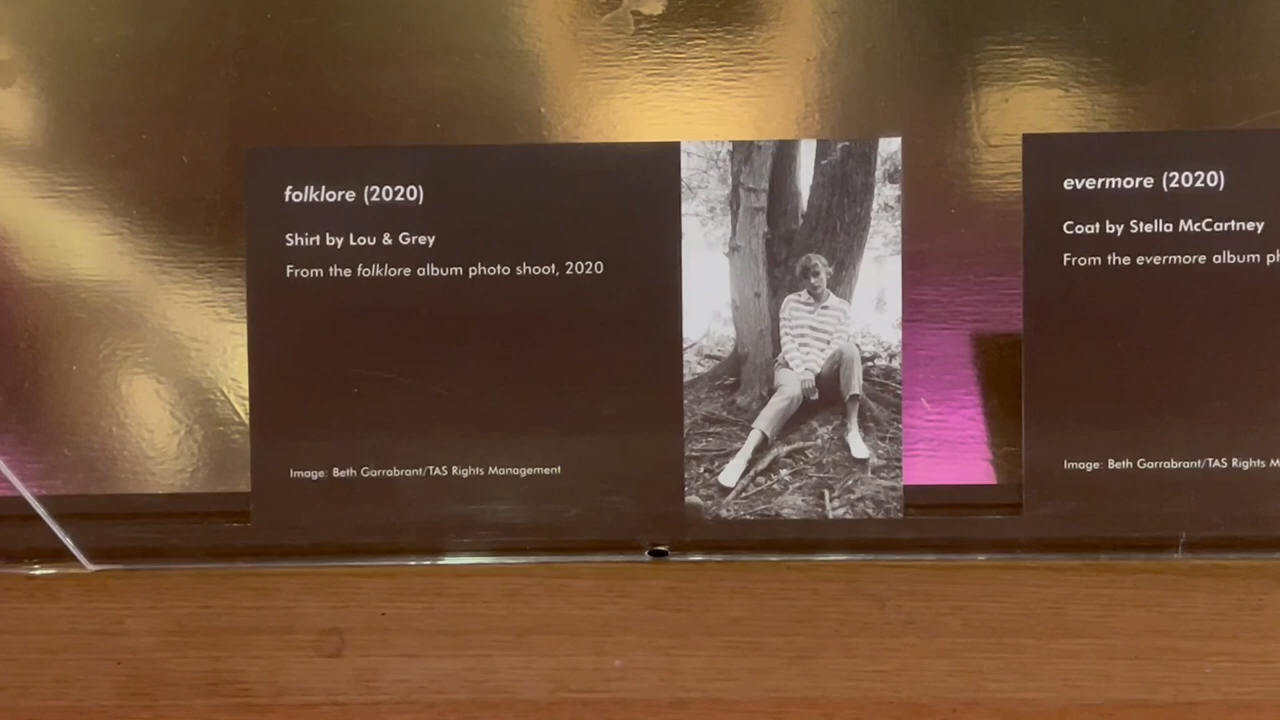 folklore (2020)
Shirt by Lou & Grey
From the folklore album photo shoot, 2020
Image: Beth Garrabrant/TAS Rights Management
evermore (2020)
Coat by Stella McCartney
From the evermore album
Image: Beth Garrabrant/TAS Rights